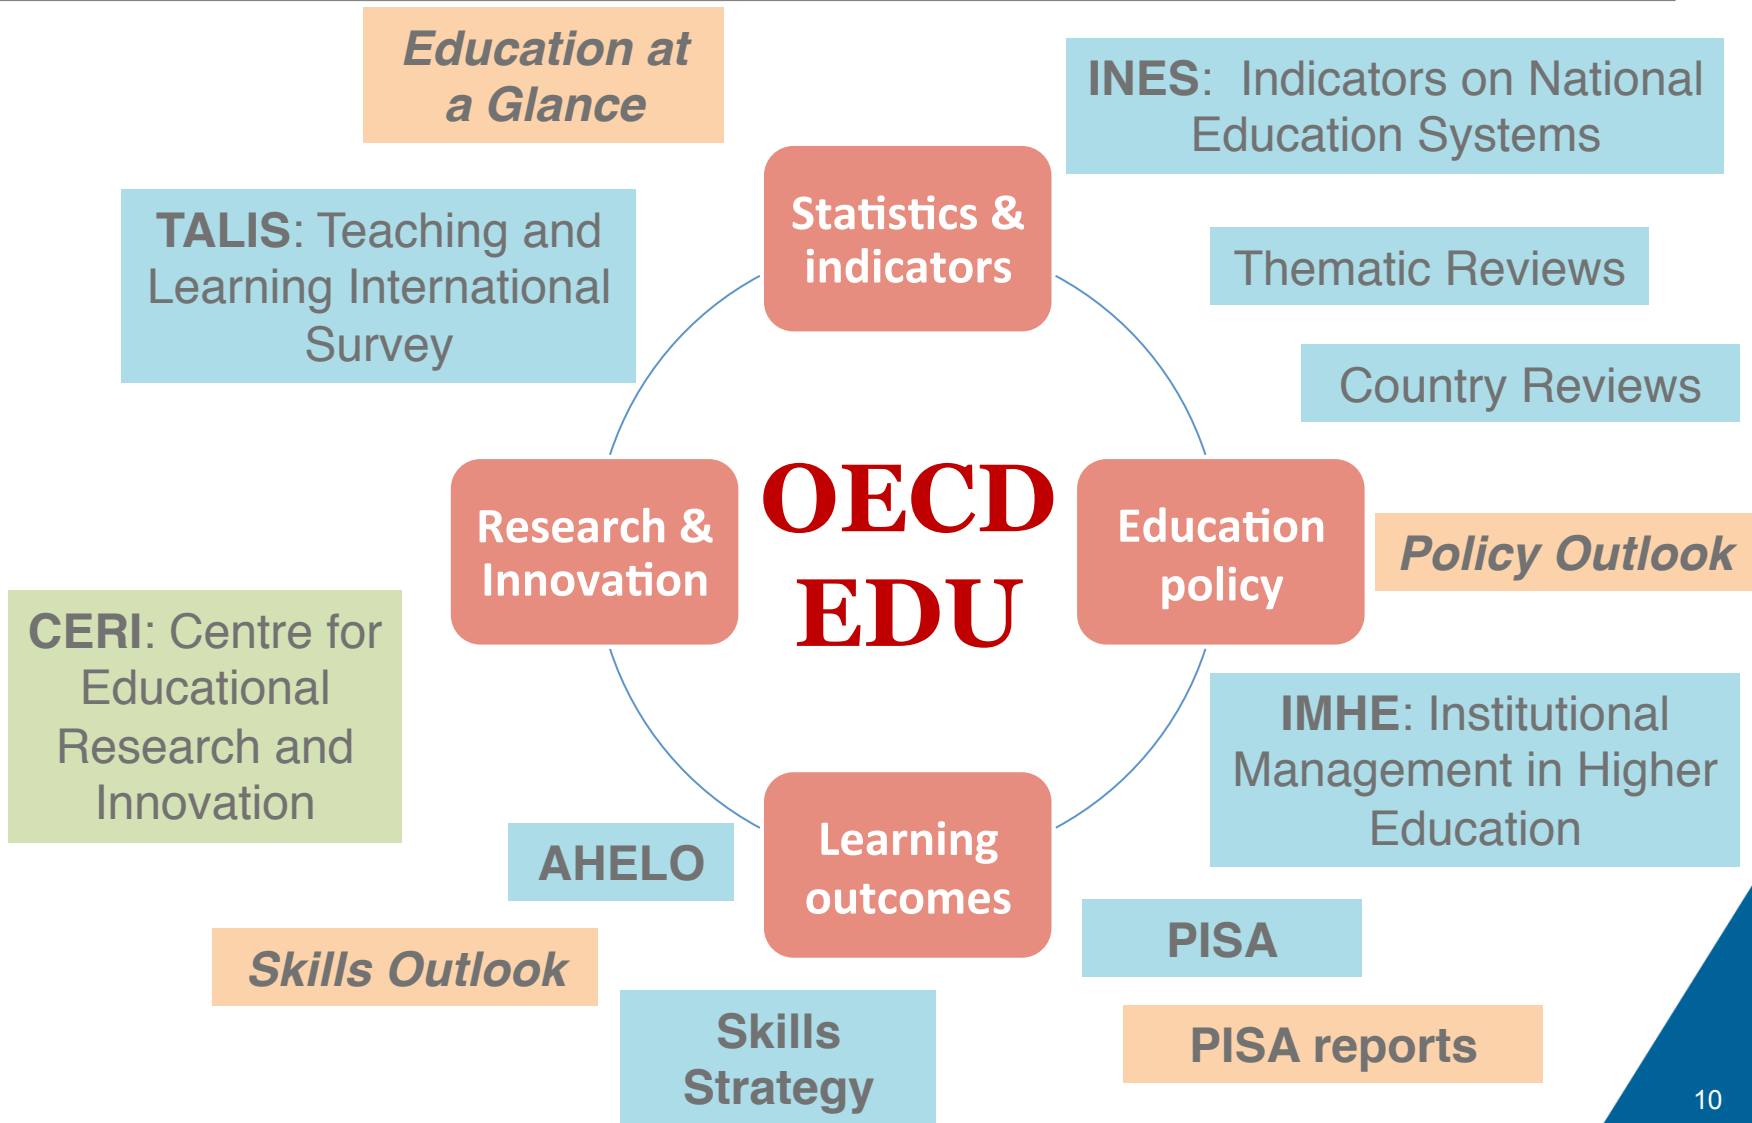 Education at
a Glance
INES:  Indicators on National
Education Systems
Statistics &
indicators
TALIS: Teaching and
Learning International
Survey
Thematic Reviews
Country Reviews
OECD
EDU
Research &
Innovation
Education
policy
Policy Outlook
CERI: Centre for
Educational
Research and
Innovation
IMHE: Institutional
Management in Higher
Education
AHELO
Learning
outcomes
PISA
Skills Outlook
Skills
Strategy
PISA reports
10